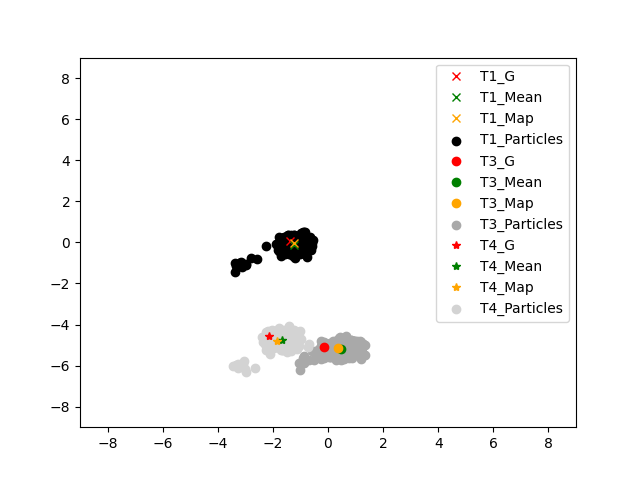 8
6
4
2
0
−2
−4
−6
−8
−8 −6 −4 −2 0 2 4 6 8
T1_G
T1_Mean
T1_Map
T1_Particles
T3_G
T3_Mean
T3_Map
T3_Particles
T4_G
T4_Mean
T4_Map
T4_Particles